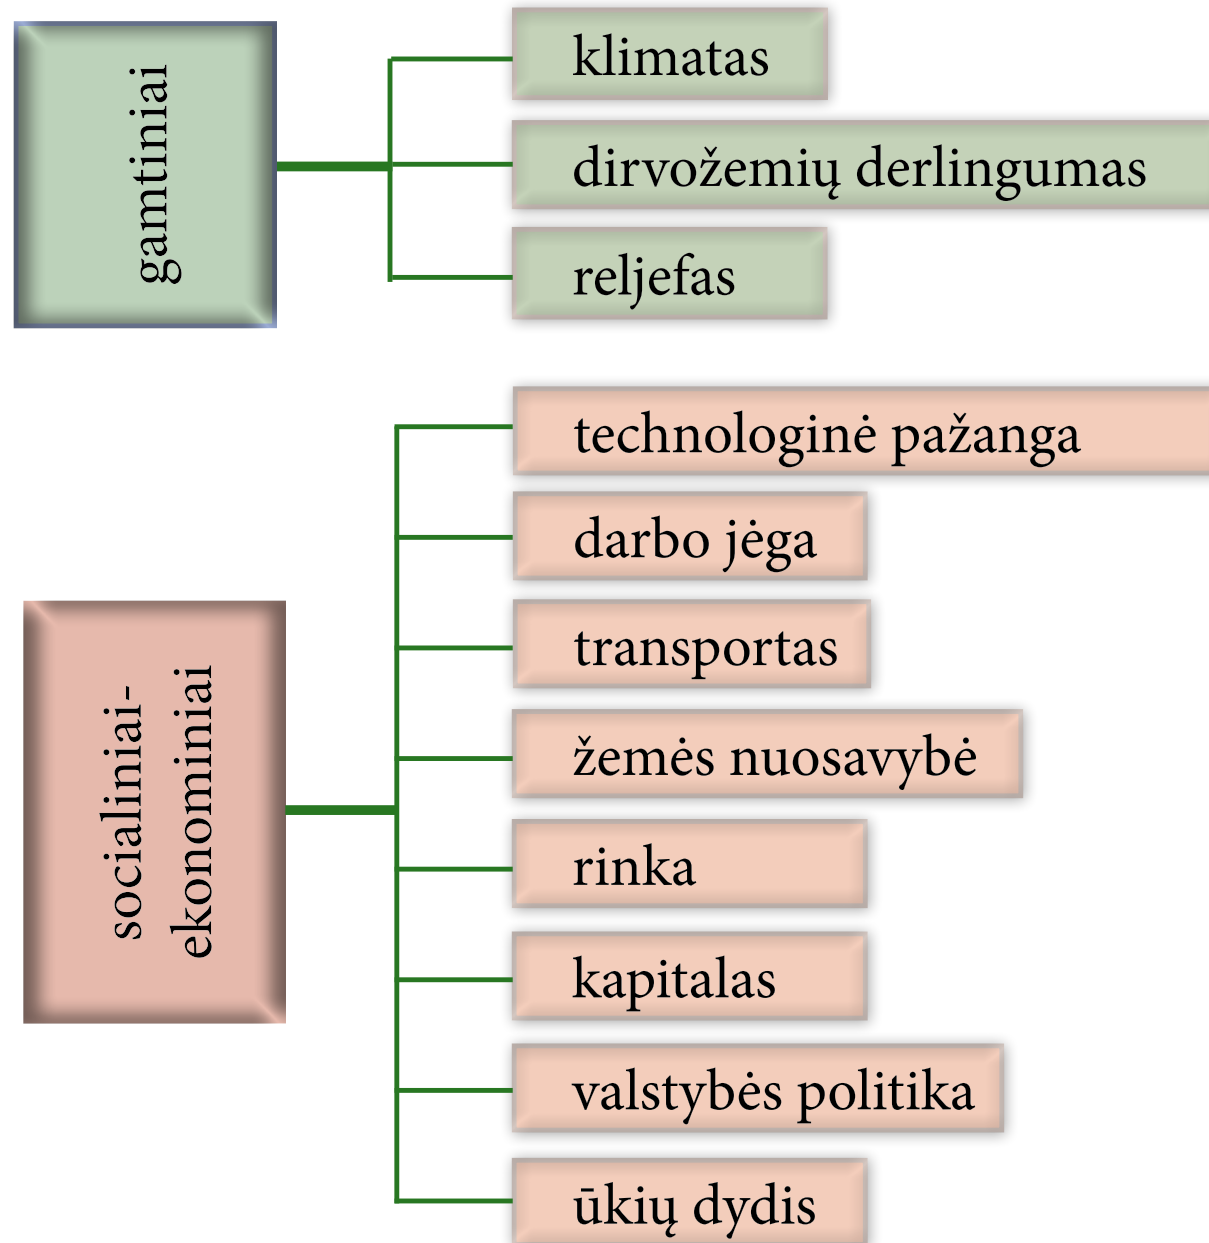 gamtiniai
klimatas
dirvožemių derlingumas
reljefas
socialiniai-
ekonominiai
technologinė pažanga
darbo jėga
transportas
žemės nuosavybė
rinka
kapitalas
valstybės politika
ūkių dydis